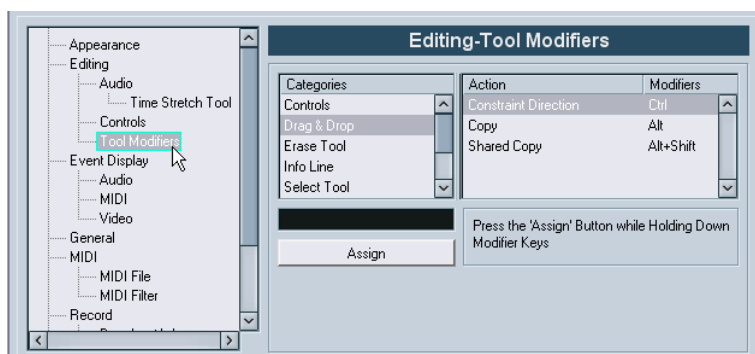 Appearance
Editing
Audio
Time Stretch Tool
Controls
Tool Modifiers
Event Display
Audio
MIDI
Video
General
MIDI
MIDI File
MIDI Filter
Record
Editing-Tool Modifiers
Categories
Controls
Drag & Drop
Erase Tool
Info Line
Select Tool
Assign
Action Modifiers
Constraint Direction Ctrl
Copy Alt
Shared Copy Alt+Shift
Press the 'Assign' Button while Holding Down
Modifier Keys